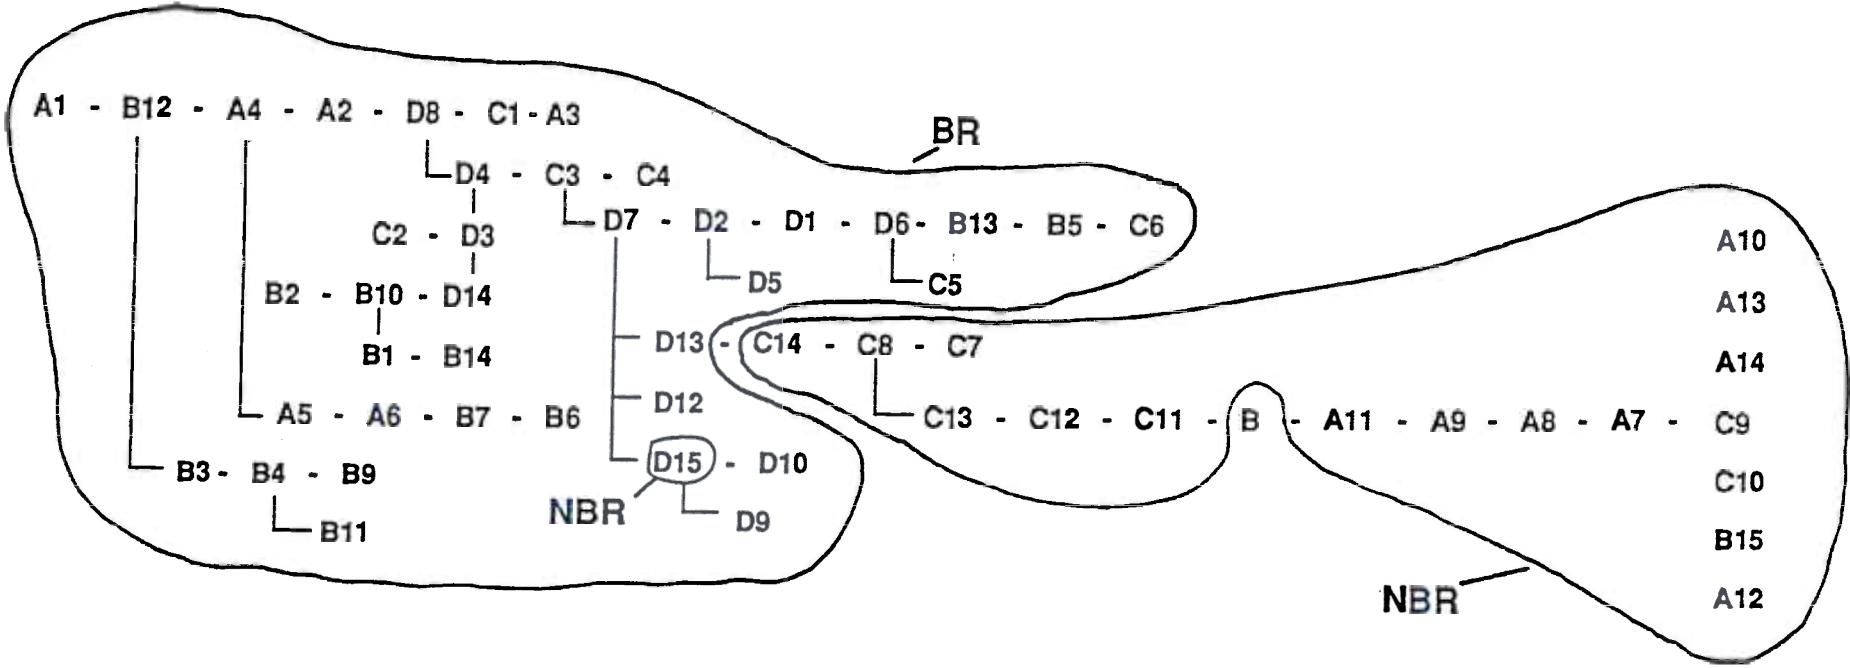 A1 - B12 - A4 - A2 - D8 - C1 - A3
BR
D4 - C3 - C4
D7 - D2 - D1 - D6 - B13 - B5 - C6
C2 - D3
A10
D5
C5
B2 - B10 - D14
A13
D13 - C14 - C8 - C7
B1 - B14
A14
D12
A5 - A6 - B7 - B6
C13 - C12 - C11 - B - A11 - A9 - A8 - A7 - C9
B3 - B4 - B9
D15 - D10
C10
NBR
D9
B11
B15
NBR
A12